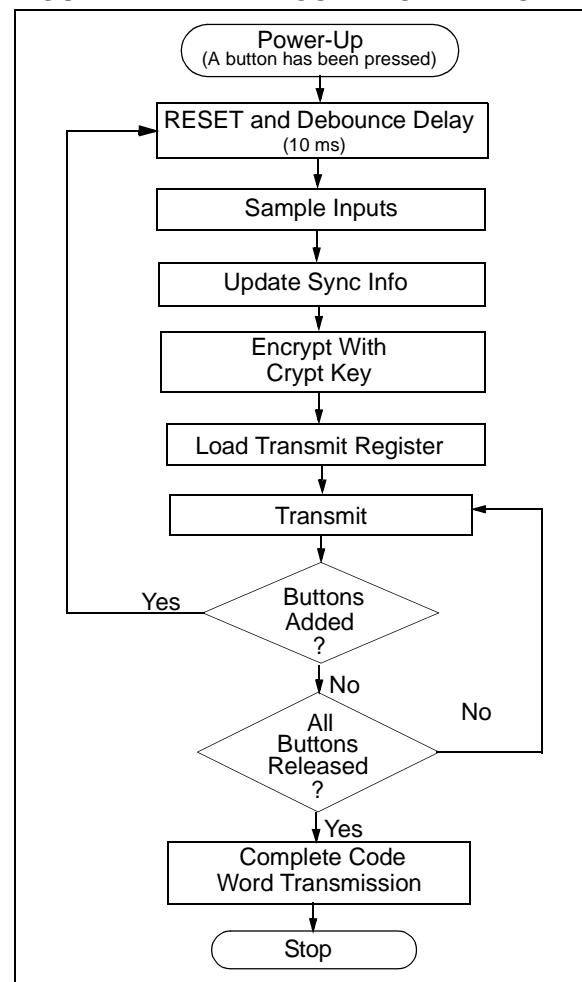 Power-Up
(A button has been pressed)
RESET and Debounce Delay
(10 ms)
Sample Inputs
Update Sync Info
Encrypt With
Crypt Key
Load Transmit Register
Transmit
Yes
Buttons
Added
?
No
All
Buttons
Released
?
No
Yes
Complete Code
Word Transmission
Stop